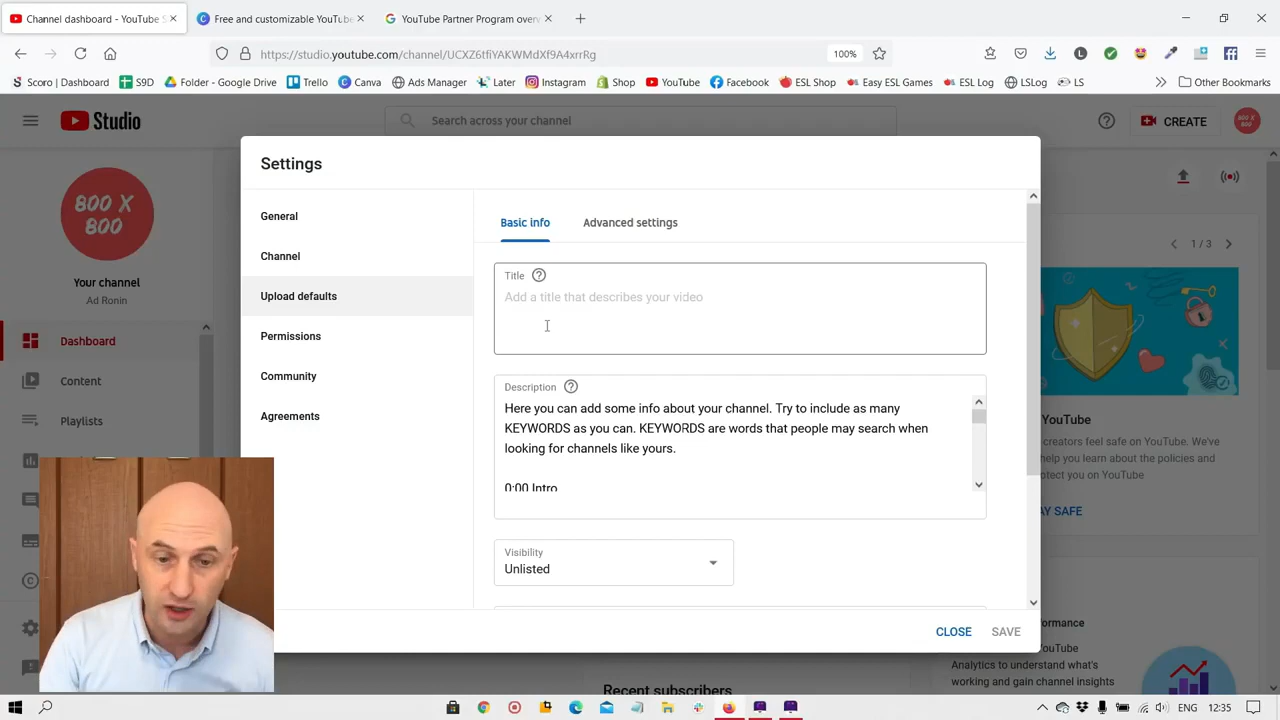 Channel dashboard - YouTube S
Free and customizable YouTube
YouTube Partner Program overv
https://studio.youtube.com/channel/UCXZ6tfiYAKWMdXf9A4xrrRg
100%
Scoro | Dashboard
S9D
Folder - Google Drive
Trello
Canva
Ads Manager
Later
Instagram
Shop
YouTube
Facebook
ESL Shop
Easy ESL Games
ESL Log
LSLog
LS
Other Bookmarks
Studio
Search across your channel
CREATE
800 X
800
800 X
800
Your channel
Ad Ronin
Dashboard
Content
Playlists
Settings
General
Channel
Upload defaults
Permissions
Community
Agreements
Basic info
Advanced settings
Title
Add a title that describes your video
Description
Here you can add some info about your channel. Try to include as many
KEYWORDS as you can. KEYWORDS are words that people may search when
looking for channels like yours.
0:00 Intro
Visibility
Unlisted
CLOSE
SAVE
1 / 3
YouTube
creators feel safe on YouTube. We've
help you learn about the policies and
rotect you on YouTube
AY SAFE
ormance
YouTube
Analytics to understand what's
working and gain channel insights
Recent subscribers
12:35